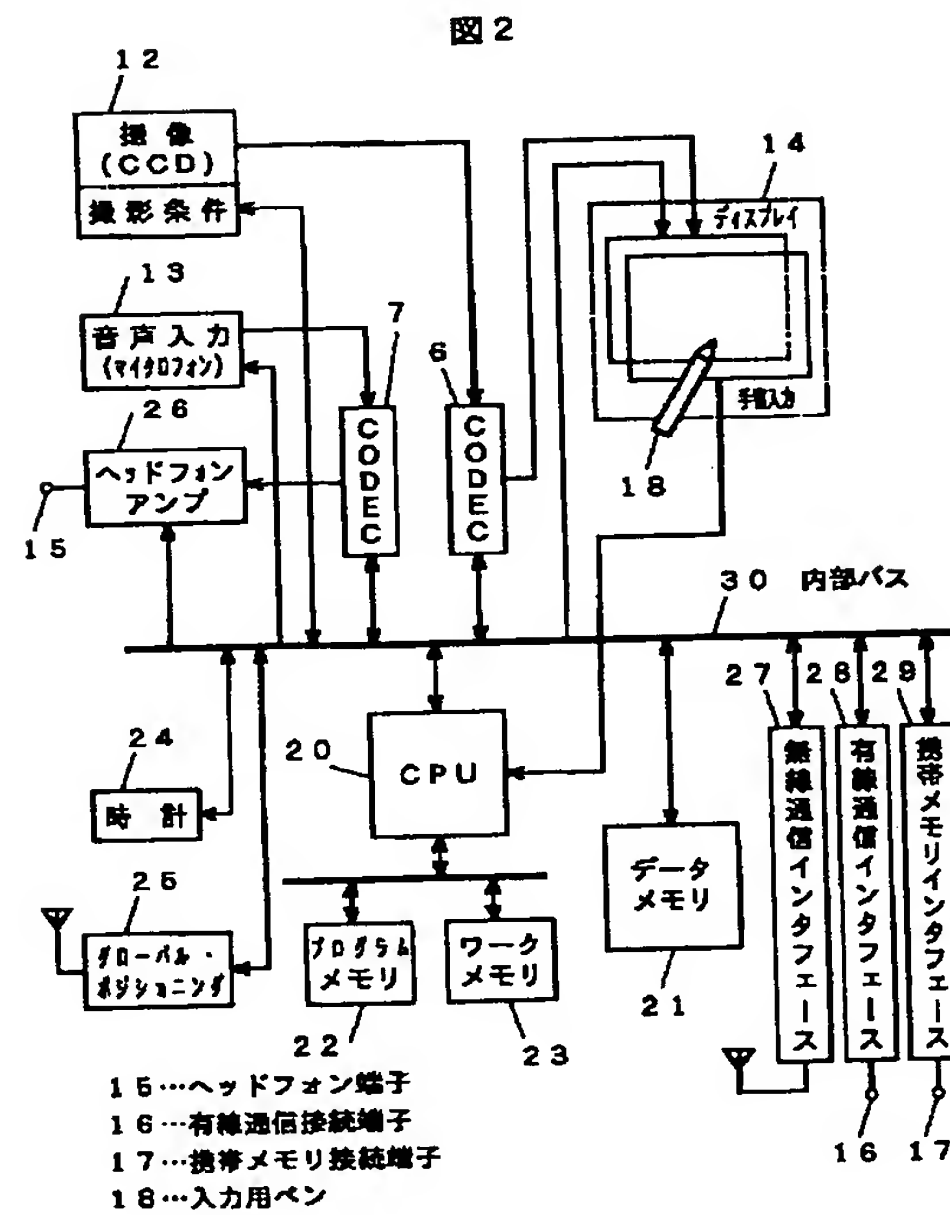 図2
12
撮像
(CCD)
撮影条件
13
音声入力
(マイクロフォン)
26
ヘッドフォン
アンプ
15
7
CODEC
6
CODEC
14
ディスプレイ
手書入力
18
30 内部バス
27
無線通信インタフェース
28
有線通信インタフェース
29
携帯メモリインタフェース
24
時計
20
CPU
25
グローバル・
ポジショニング
プログラム
メモリ
22
ワーク
メモリ
23
データ
メモリ
21
16
17
15…ヘッドフォン端子
16…有線通信接続端子
17…携帯メモリ接続端子
18…入力用ペン